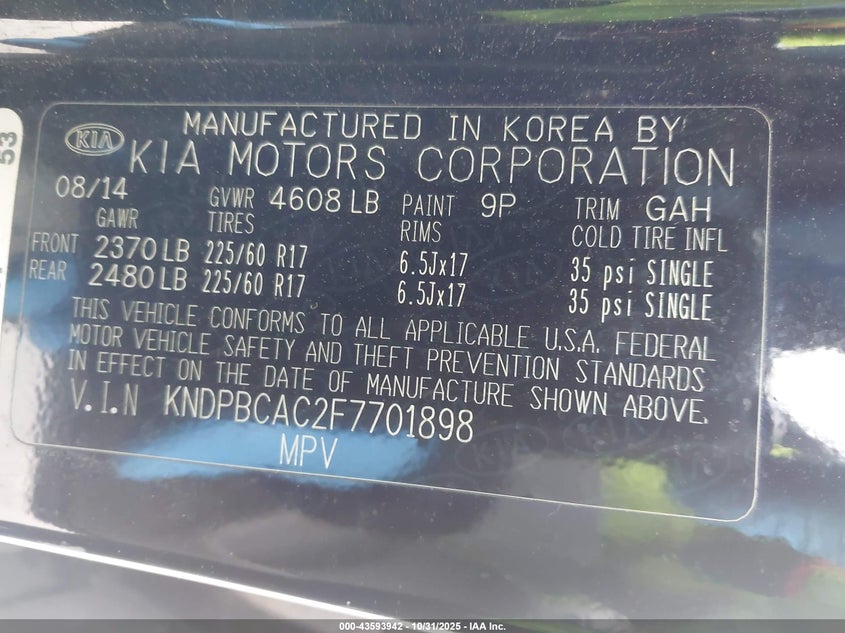 53
KIA
MANUFACTURED IN KOREA BY
KIA MOTORS CORPORATION
08/14 GVWR 4608 LB PAINT 9P TRIM GAH
GAWR TIRES RIMS COLD TIRE INFL
FRONT 2370 LB 225/60 R17 6.5Jx17 35 psi SINGLE
REAR 2480 LB 225/60 R17 6.5Jx17 35 psi SINGLE
THIS VEHICLE CONFORMS TO ALL APPLICABLE U.S.A. FEDERAL
MOTOR VEHICLE SAFETY AND THEFT PREVENTION STANDARDS
IN EFFECT ON THE DATE OF MANUFACTURE SHOWN ABOVE.
V.I.N KNDPBCAC2F7701898
MPV
000-43593942 - 10/31/2025 - IAA Inc.